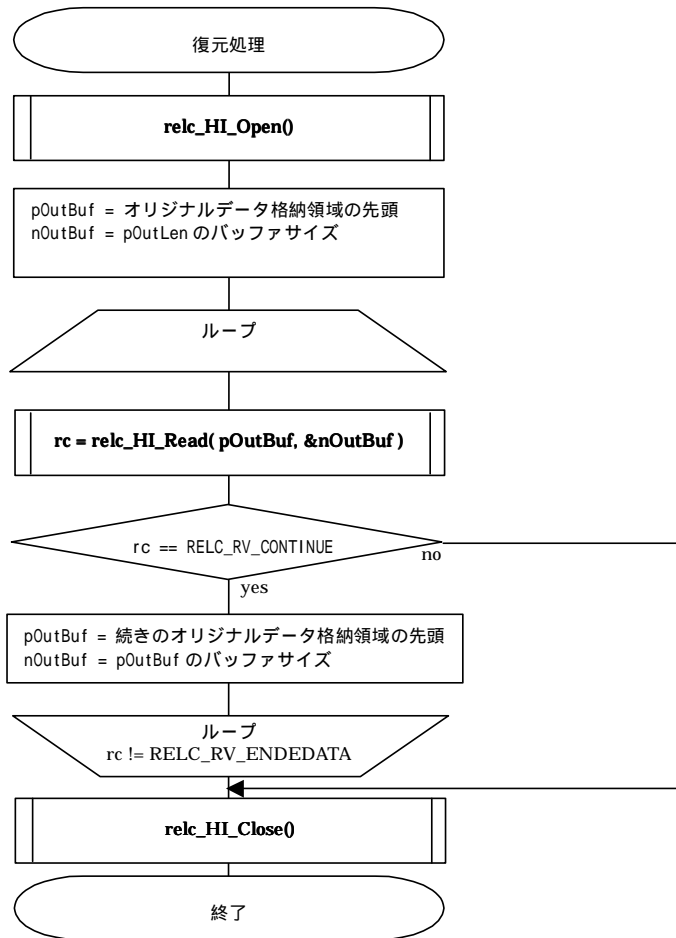 復元処理
relc_HI_Open()
pOutBuf = オリジナルデータ格納領域の先頭
nOutBuf = pOutLen のバッファサイズ
ループ
rc = relc_HI_Read( pOutBuf, &nOutBuf )
rc == RELC_RV_CONTINUE
no
yes
pOutBuf = 続きのオリジナルデータ格納領域の先頭
nOutBuf = pOutBuf のバッファサイズ
ループ
rc != RELC_RV_ENDEDATA
relc_HI_Close()
終了